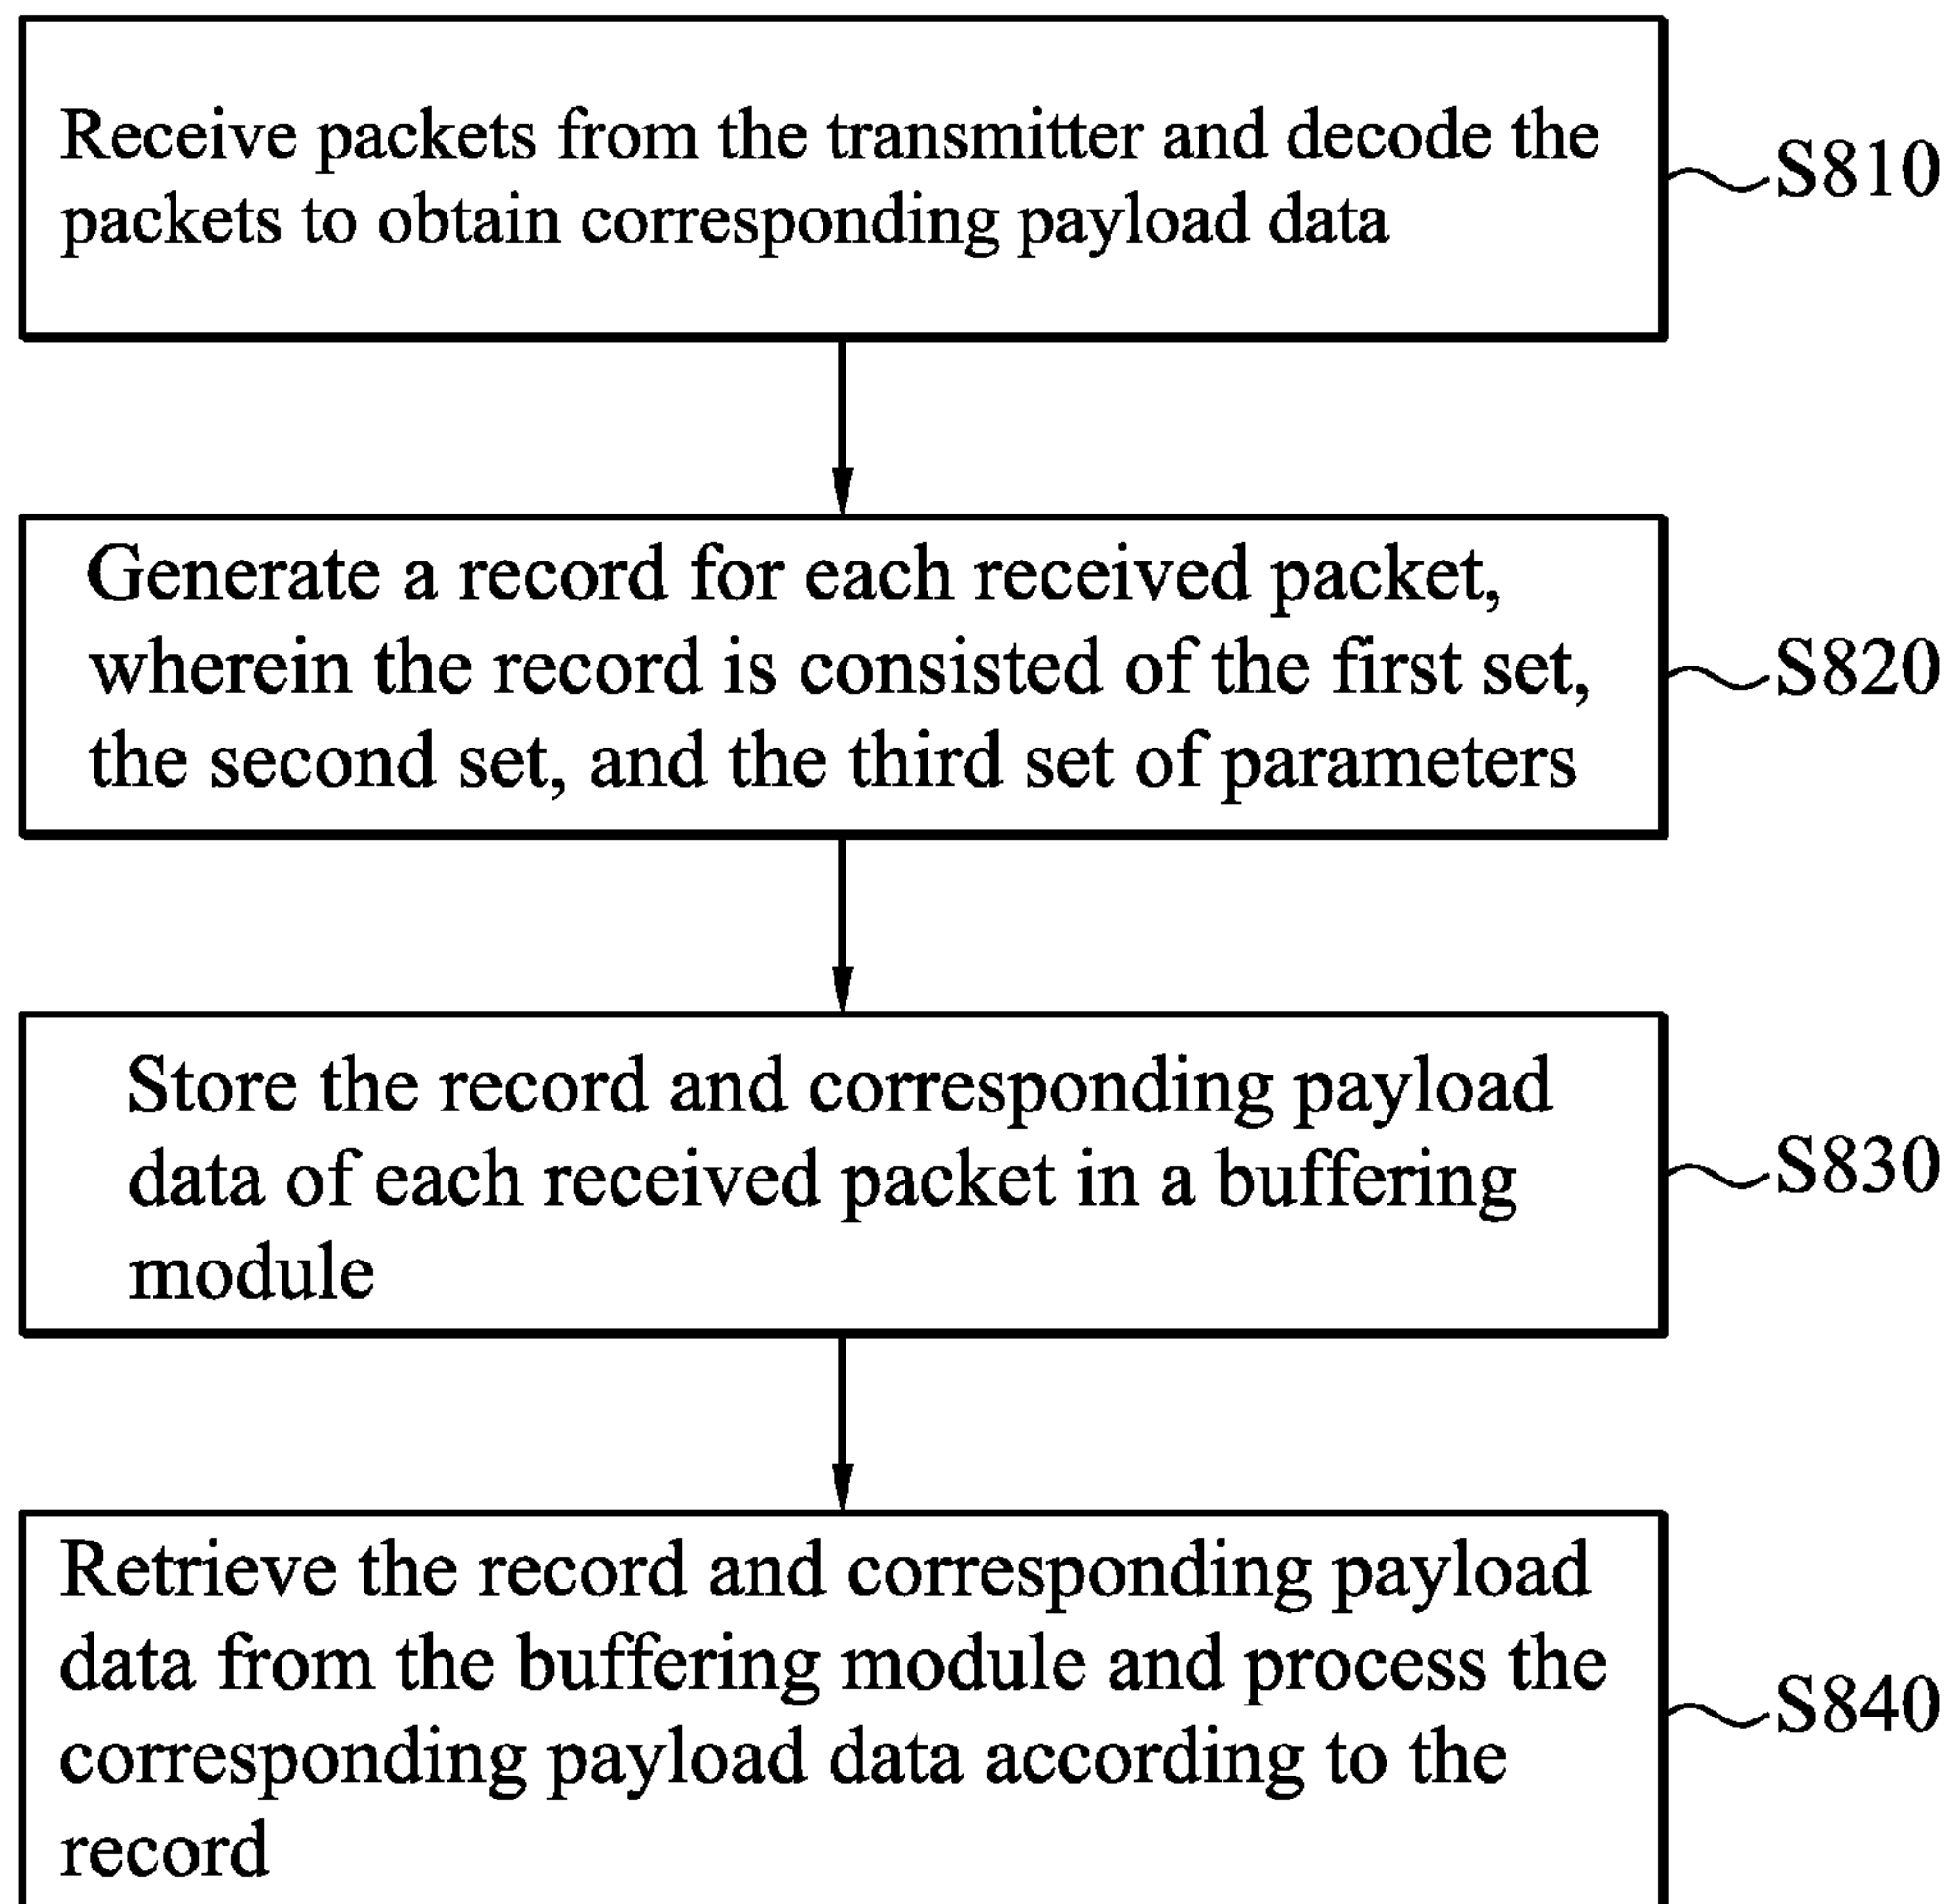 Receive packets from the transmitter and decode the
packets to obtain corresponding payload data
S810
Generate a record for each received packet,
wherein the record is consisted of the first set,
the second set, and the third set of parameters
S820
Store the record and corresponding payload
data of each received packet in a buffering
module
S830
Retrieve the record and corresponding payload
data from the buffering module and process the
corresponding payload data according to the
record
S840